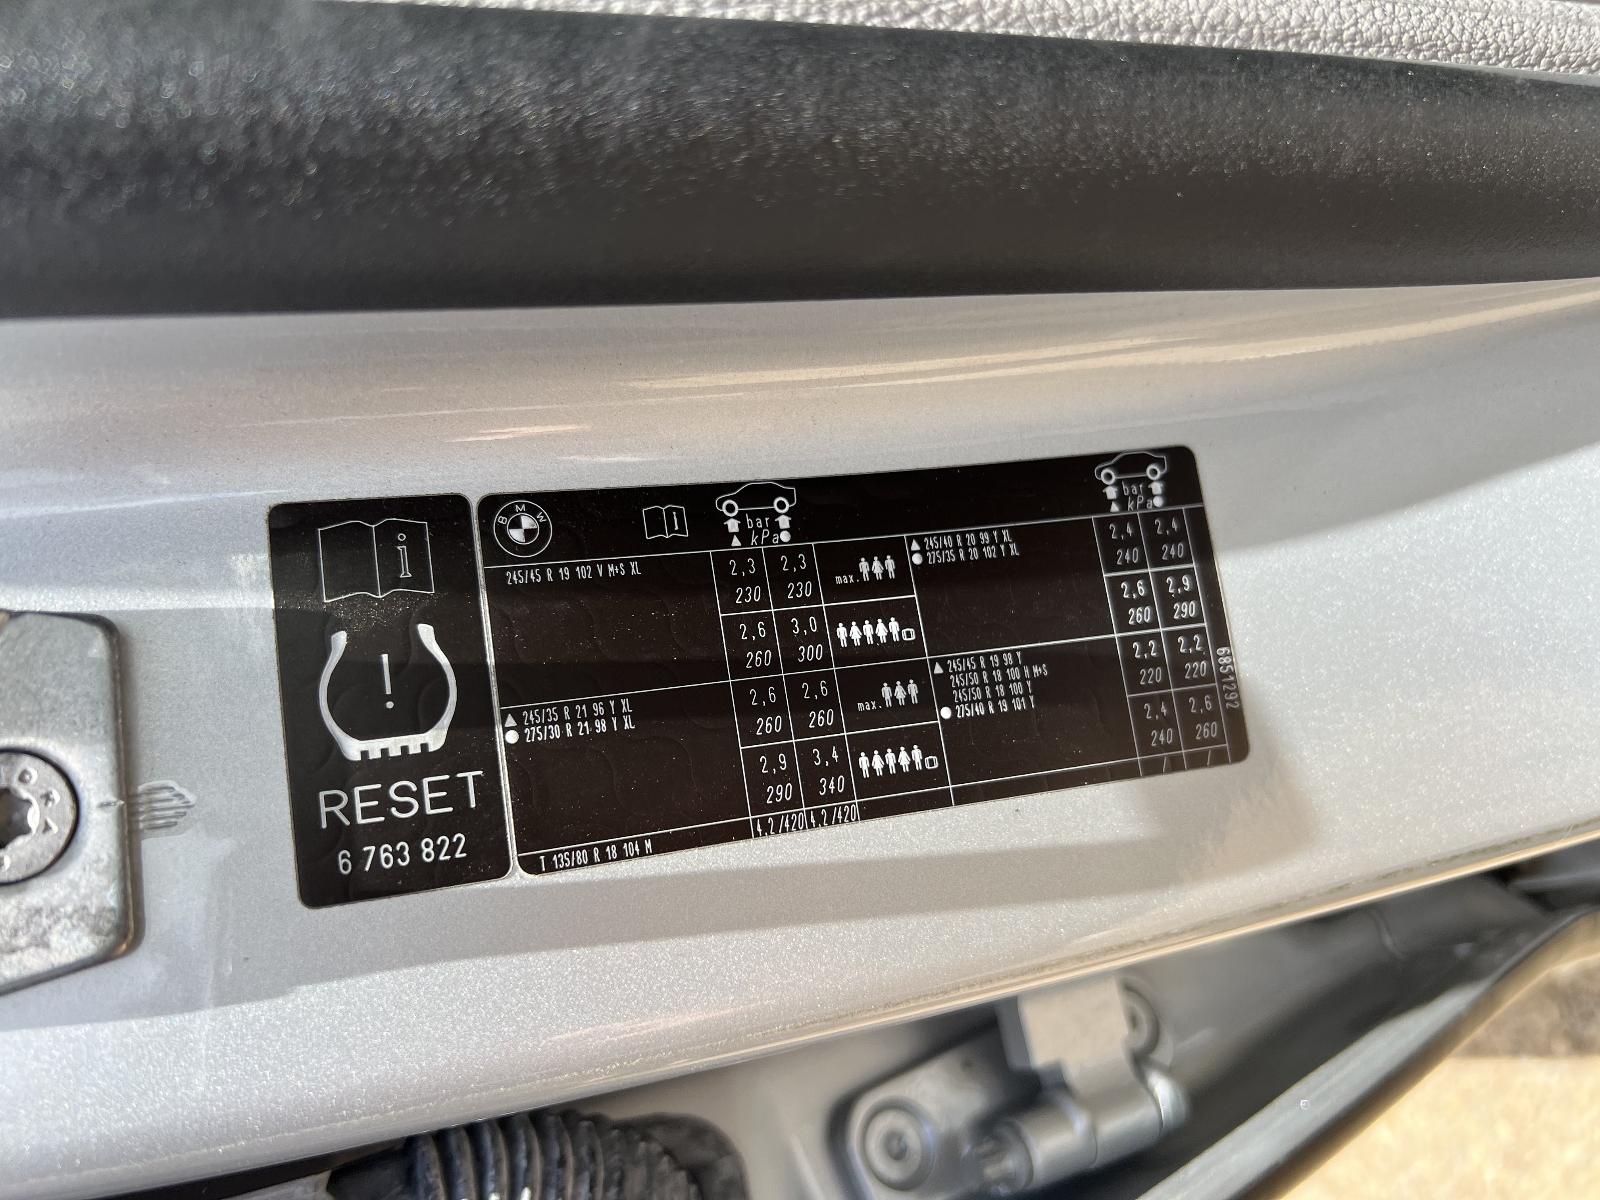 RESET
6 763 822
BMW
bar
kPa
245/45 R 19 102 V M+S XL
2,3 2,3
230 230
max.
2,6 3,0
260 300
245/35 R 21 96 Y XL
275/30 R 21 98 Y XL
2,6 2,6
260 260
max.
2,9 3,4
290 340
T 135/80 R 18 104 M
4.2/420 4.2/420
bar
kPa
245/40 R 20 99 Y XL
275/35 R 20 102 Y XL
2,4 2,4
240 240
2,6 2,9
260 290
245/45 R 19 98 Y
245/50 R 18 100 H M+S
245/50 R 18 100 Y
275/40 R 19 101 Y
2,2 2,2
220 220
2,4 2,6
240 260
/ /
6851292